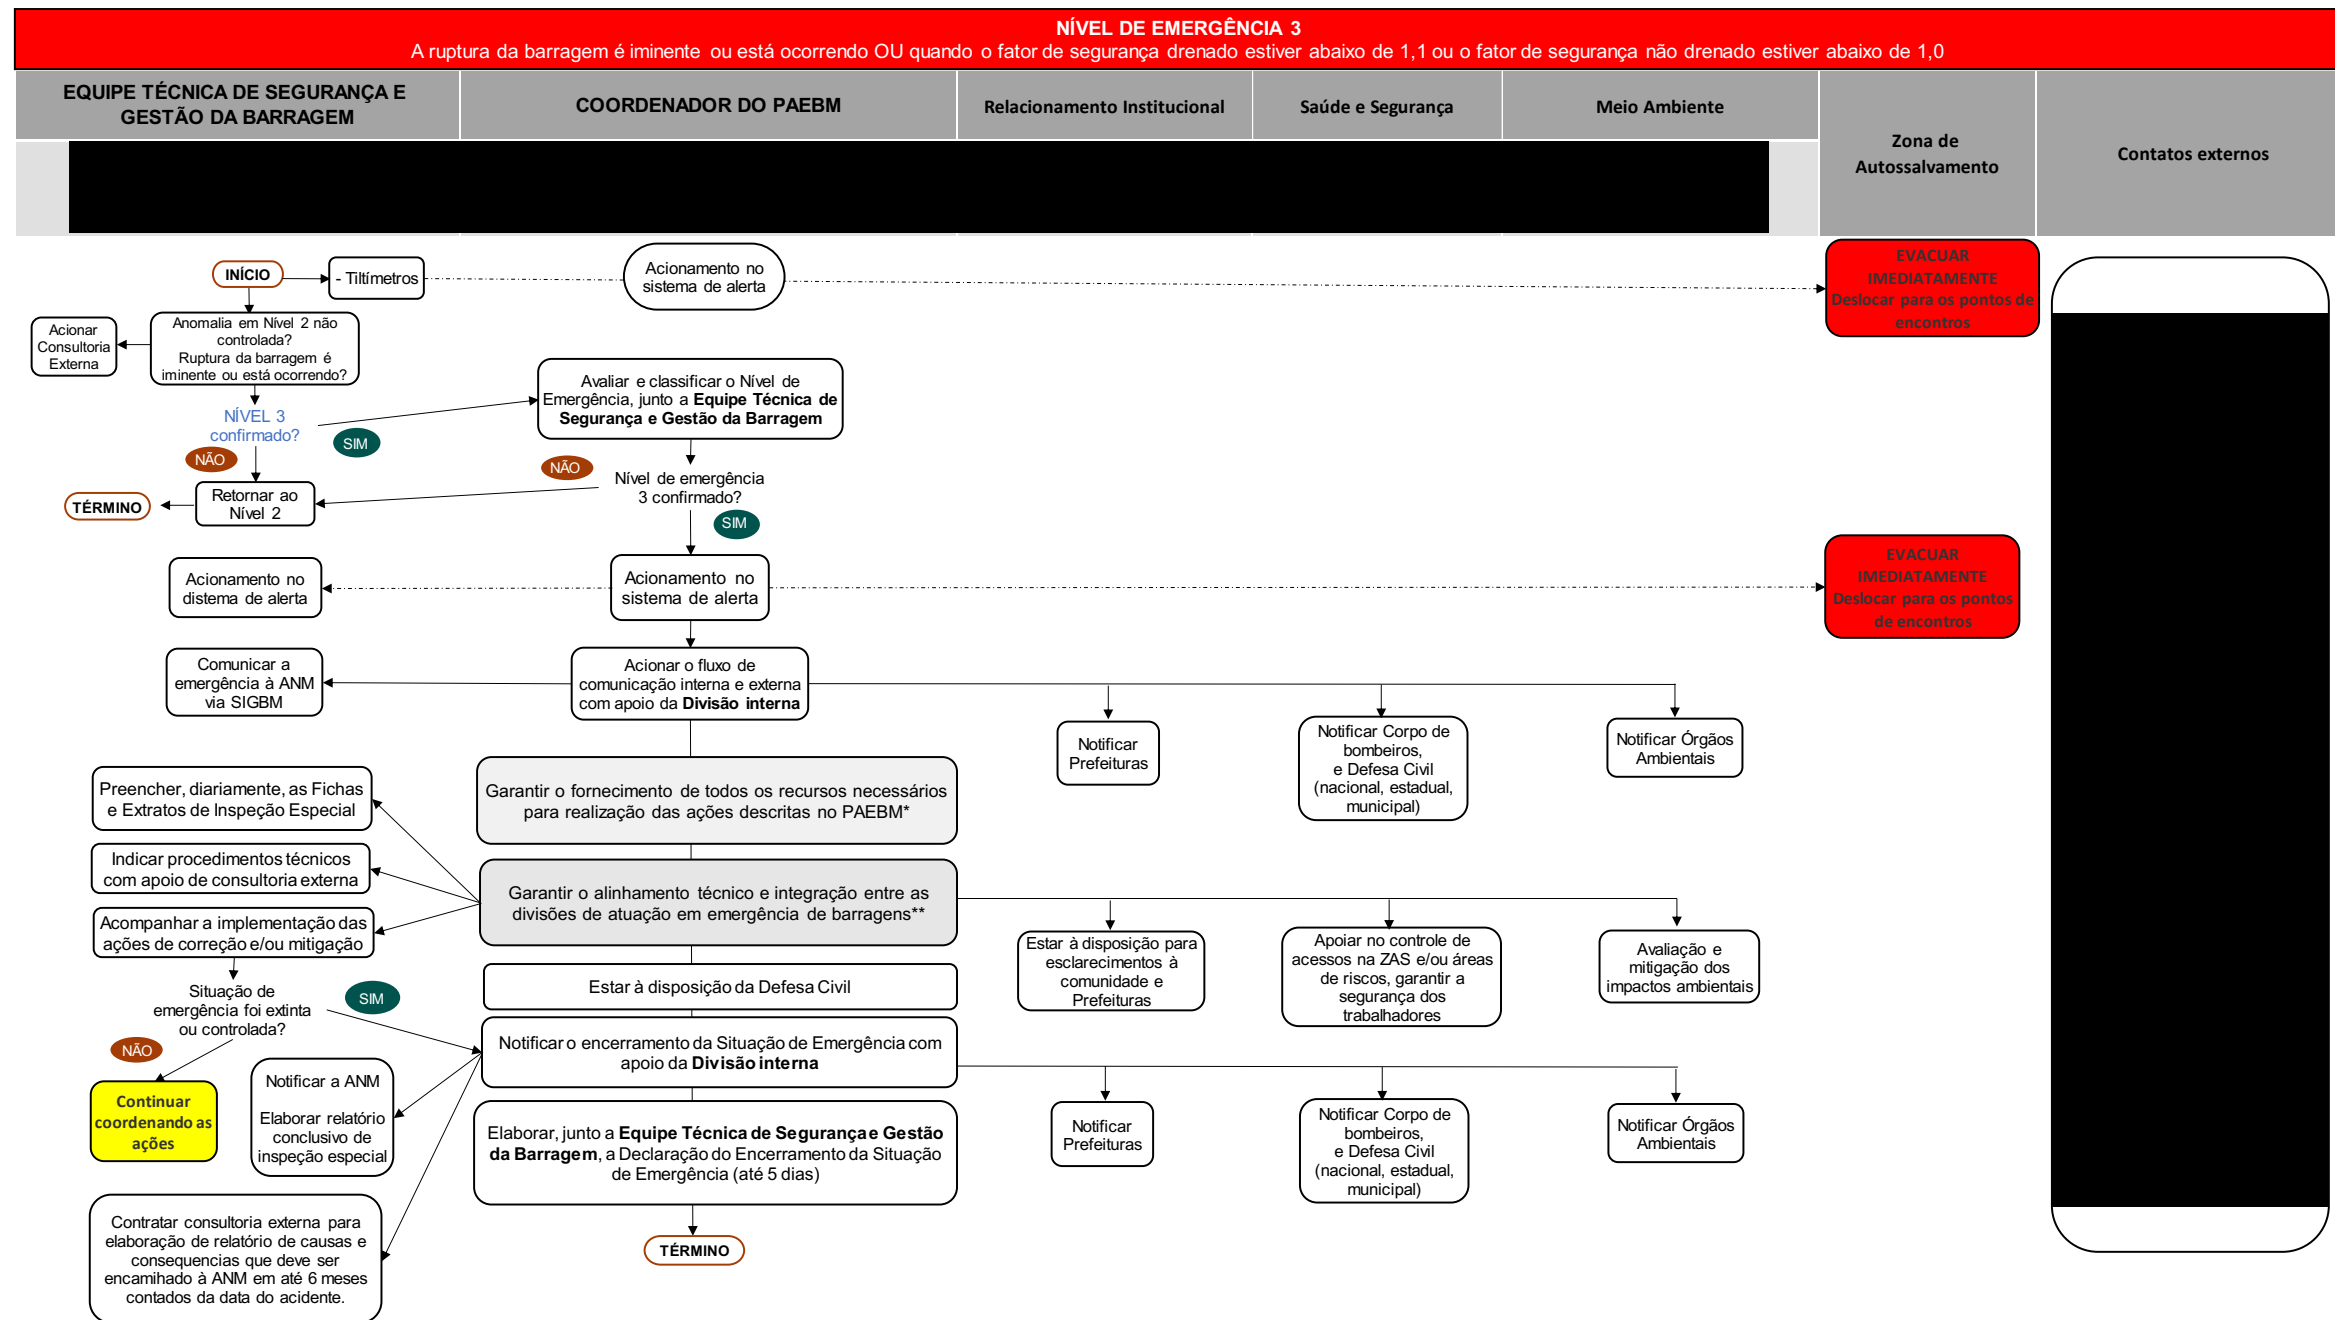 NÍVEL DE EMERGÊNCIA 3
A ruptura da barragem é iminente ou está ocorrendo OU quando o fator de segurança drenado estiver abaixo de 1,1 ou o fator de segurança não drenado estiver abaixo de 1,0
EQUIPE TÉCNICA DE SEGURANÇA E
GESTÃO DA BARRAGEM
COORDENADOR DO PAEBM
Relacionamento Institucional
Saúde e Segurança
Meio Ambiente
Zona de
Autossalvamento
Contatos externos
INÍCIO
- Tiltímetros
Acionamento no
sistema de alerta
EVACUAR
IMEDIATAMENTE
Deslocar para os pontos de
encontros
Acionar
Consultoria
Externa
Anomalia em Nível 2 não
controlada?
Ruptura da barragem é
iminente ou está ocorrendo?
Avaliar e classificar o Nível de
Emergência, junto a Equipe Técnica de
Segurança e Gestão da Barragem
NÍVEL 3
confirmado?
SIM
NÃO
NÃO
Nível de emergência
3 confirmado?
TÉRMINO
Retornar ao
Nível 2
SIM
Acionamento no
distema de alerta
Acionamento no
sistema de alerta
EVACUAR
IMEDIATAMENTE
Deslocar para os pontos
de encontros
Comunicar a
emergência à ANM
via SIGBM
Acionar o fluxo de
comunicação interna e externa
com apoio da Divisão interna
Notificar
Prefeituras
Notificar Corpo de
bombeiros,
e Defesa Civil
(nacional, estadual,
municipal)
Notificar Órgãos
Ambientais
Preencher, diariamente, as Fichas
e Extratos de Inspeção Especial
Garantir o fornecimento de todos os recursos necessários
para realização das ações descritas no PAEBM*
Indicar procedimentos técnicos
com apoio de consultoria externa
Garantir o alinhamento técnico e integração entre as
divisões de atuação em emergência de barragens**
Acompanhar a implementação das
ações de correção e/ou mitigação
Estar à disposição para
esclarecimentos à
comunidade e
Prefeituras
Apoiar no controle de
acessos na ZAS e/ou áreas
de riscos, garantir a
segurança dos
trabalhadores
Avaliação e
mitigação dos
impactos ambientais
Estar à disposição da Defesa Civil
Situação de
emergência foi extinta
ou controlada?
SIM
NÃO
Notificar o encerramento da Situação de Emergência com
apoio da Divisão interna
Continuar
coordenando as
ações
Notificar a ANM
Elaborar relatório
conclusivo de
inspeção especial
Elaborar, junto a Equipe Técnica de Segurança e Gestão
da Barragem, a Declaração do Encerramento da Situação
de Emergência (até 5 dias)
Notificar
Prefeituras
Notificar Corpo de
bombeiros,
e Defesa Civil
(nacional, estadual,
municipal)
Notificar Órgãos
Ambientais
Contratar consultoria externa para
elaboração de relatório de causas e
consequencias que deve ser
encamihado à ANM em até 6 meses
contados da data do acidente.
TÉRMINO